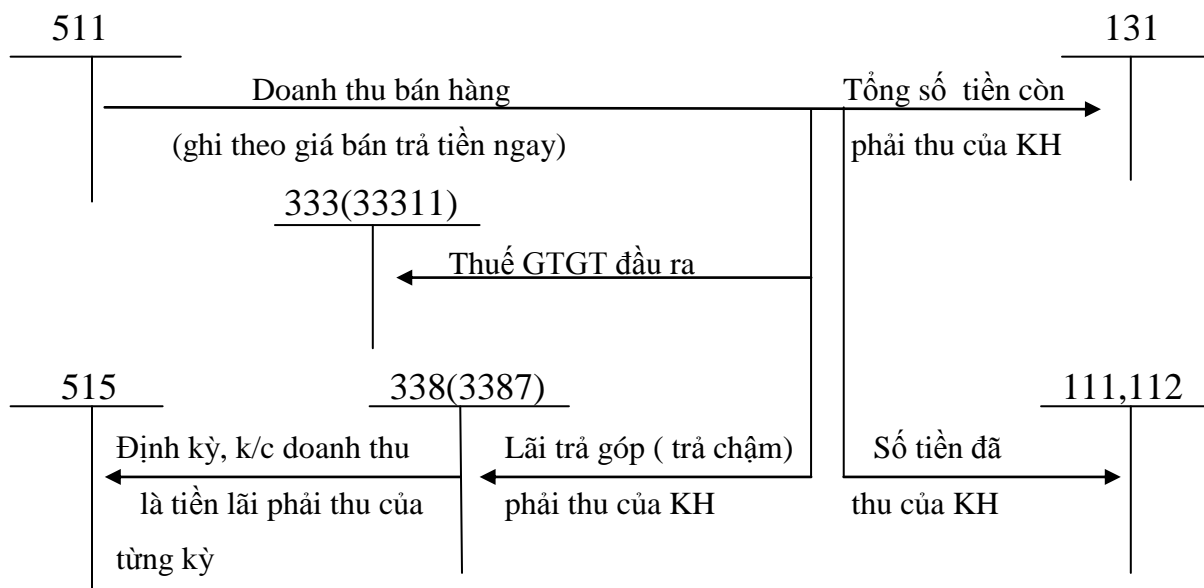 511
131
Doanh thu bán hàng
Tổng số tiền còn
(ghi theo giá bán trả tiền ngay)
phải thu của KH
333(33311)
Thuế GTGT đầu ra
515
338(3387)
111,112
Định kỳ, k/c doanh thu
là tiền lãi phải thu của
từng kỳ
Lãi trả góp ( trả chậm)
phải thu của KH
Số tiền đã
thu của KH